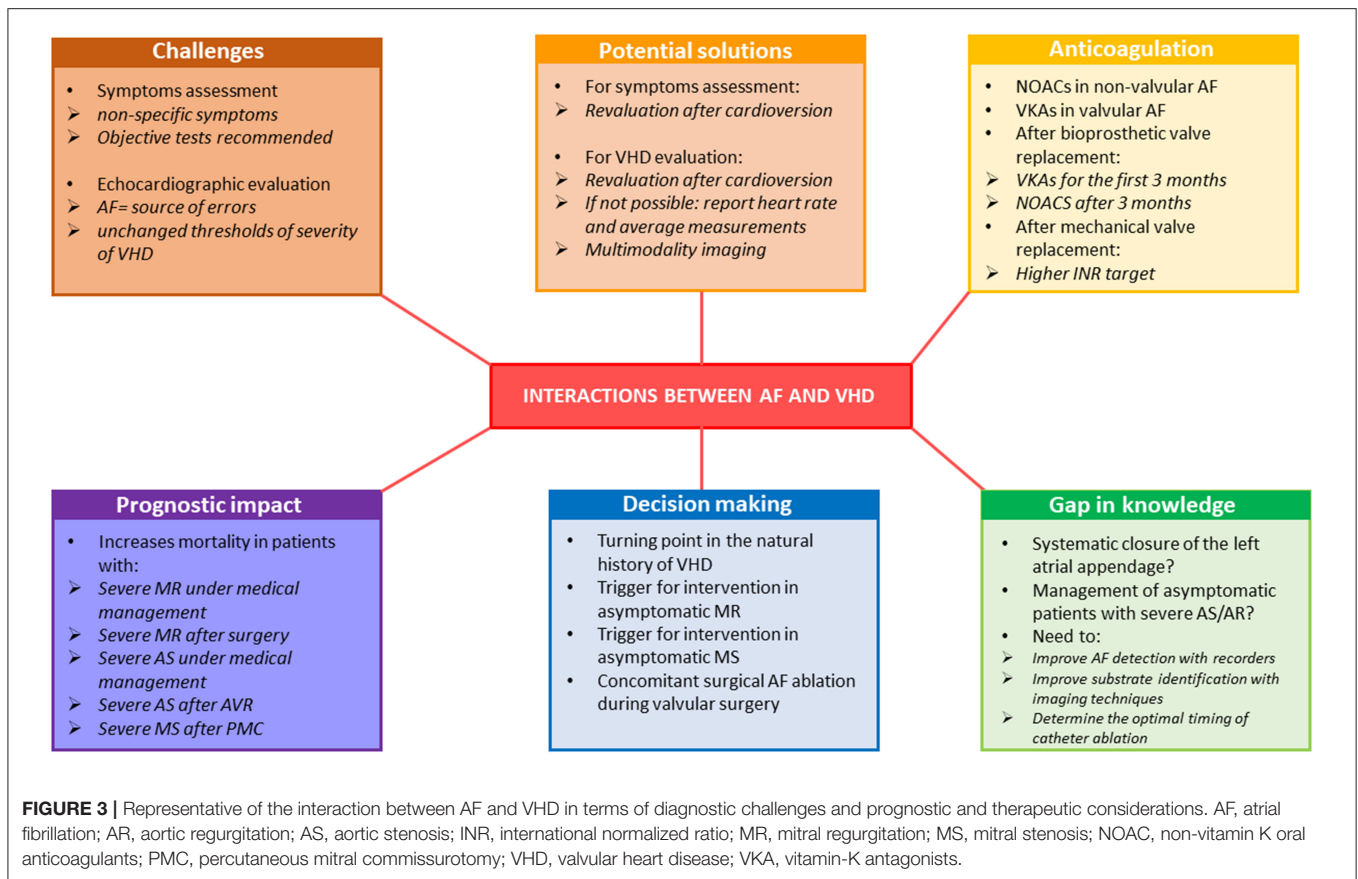 Challenges
• Symptoms assessment
➢ non-specific symptoms
➢ Objective tests recommended
• Echocardiographic evaluation
➢ AF= source of errors
➢ unchanged thresholds of severity
of VHD
Potential solutions
• For symptoms assessment:
➢ Revaluation after cardioversion
• For VHD evaluation:
➢ Revaluation after cardioversion
➢ If not possible: report heart rate
and average measurements
➢ Multimodality imaging
Anticoagulation
• NOACs in non-valvular AF
• VKAs in valvular AF
• After bioprosthetic valve
replacement:
➢ VKAs for the first 3 months
➢ NOACS after 3 months
• After mechanical valve
replacement:
➢ Higher INR target
INTERACTIONS BETWEEN AF AND VHD
Prognostic impact
• Increases mortality in patients
with:
➢ Severe MR under medical
management
➢ Severe MR after surgery
➢ Severe AS under medical
management
➢ Severe AS after AVR
➢ Severe MS after PMC
Decision making
• Turning point in the natural
history of VHD
• Trigger for intervention in
asymptomatic MR
• Trigger for intervention in
asymptomatic MS
• Concomitant surgical AF ablation
during valvular surgery
Gap in knowledge
• Systematic closure of the left
atrial appendage?
• Management of asymptomatic
patients with severe AS/AR?
• Need to:
➢ Improve AF detection with recorders
➢ Improve substrate identification with
imaging techniques
➢ Determine the optimal timing of
catheter ablation
FIGURE 3 | Representative of the interaction between AF and VHD in terms of diagnostic challenges and prognostic and therapeutic considerations. AF, atrial
fibrillation; AR, aortic regurgitation; AS, aortic stenosis; INR, international normalized ratio; MR, mitral regurgitation; MS, mitral stenosis; NOAC, non-vitamin K oral
anticoagulants; PMC, percutaneous mitral commissurotomy; VHD, valvular heart disease; VKA, vitamin-K antagonists.